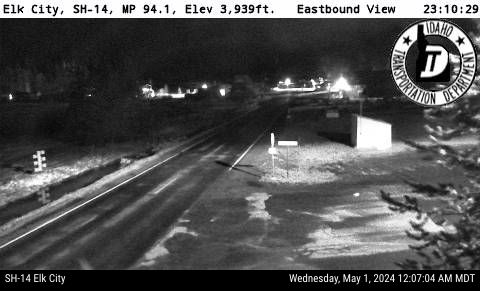 Elk City, SH-14, MP 94.1, Elev 3,939ft. Eastbound View 23:10:29
IDAHO
TRANSPORTATION DEPARTMENT
SH-14 Elk City Wednesday, May 1, 2024 12:07:04 AM MDT